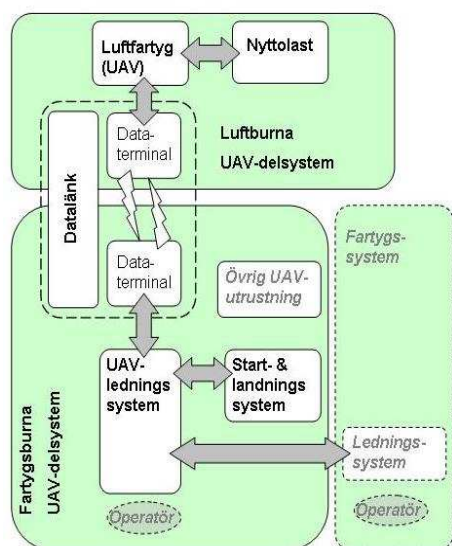 Luftfartyg
(UAV)
Nyttolast
Data-
terminal
Luftburna
UAV-delsystem
Datalänk
Data-
terminal
Övrig UAV-
utrustning
Fartygs-
system
UAV-
lednings
system
Start- &
landnings
system
Lednings-
system
Fartygsburna
UAV-delsystem
Operatör
Operatör